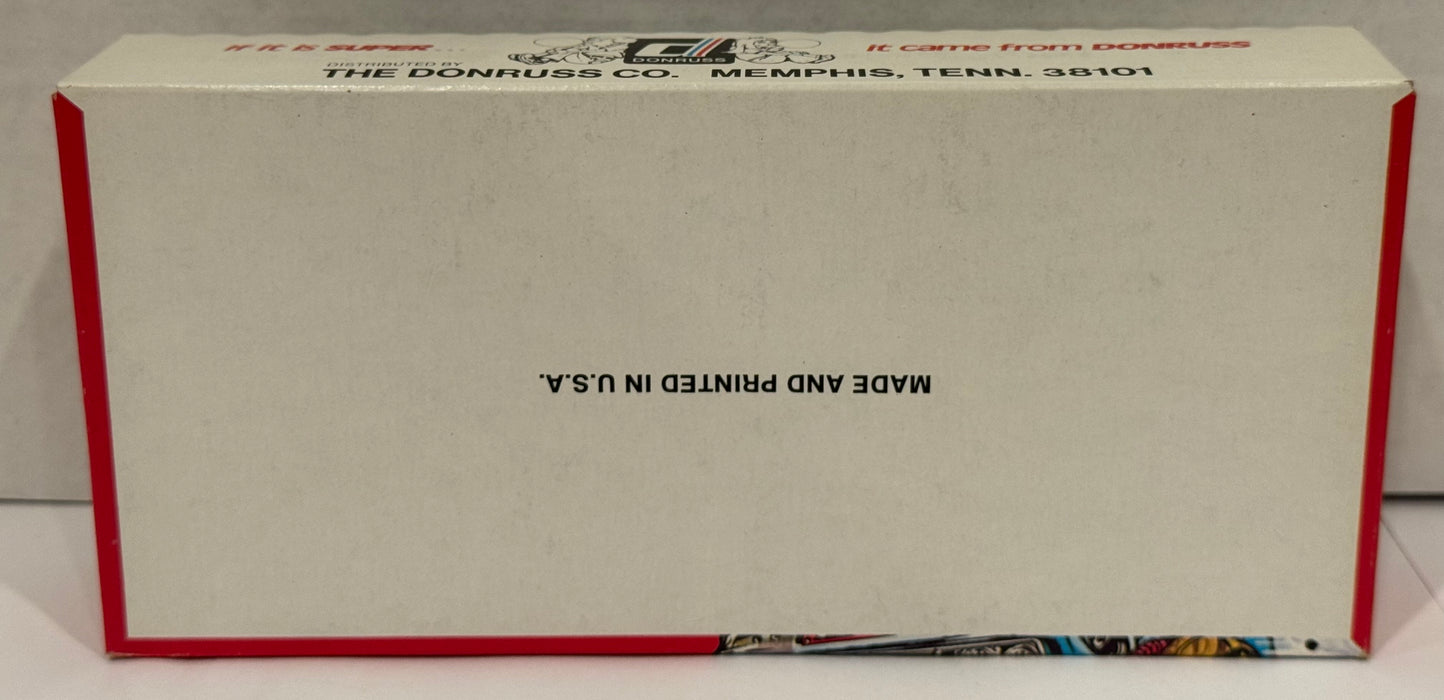 If it is SUPER...
DONRUSS
It came from DONRUSS
DISTRIBUTED BY
THE DONRUSS CO. MEMPHIS, TENN. 38101
MADE AND PRINTED IN U.S.A.